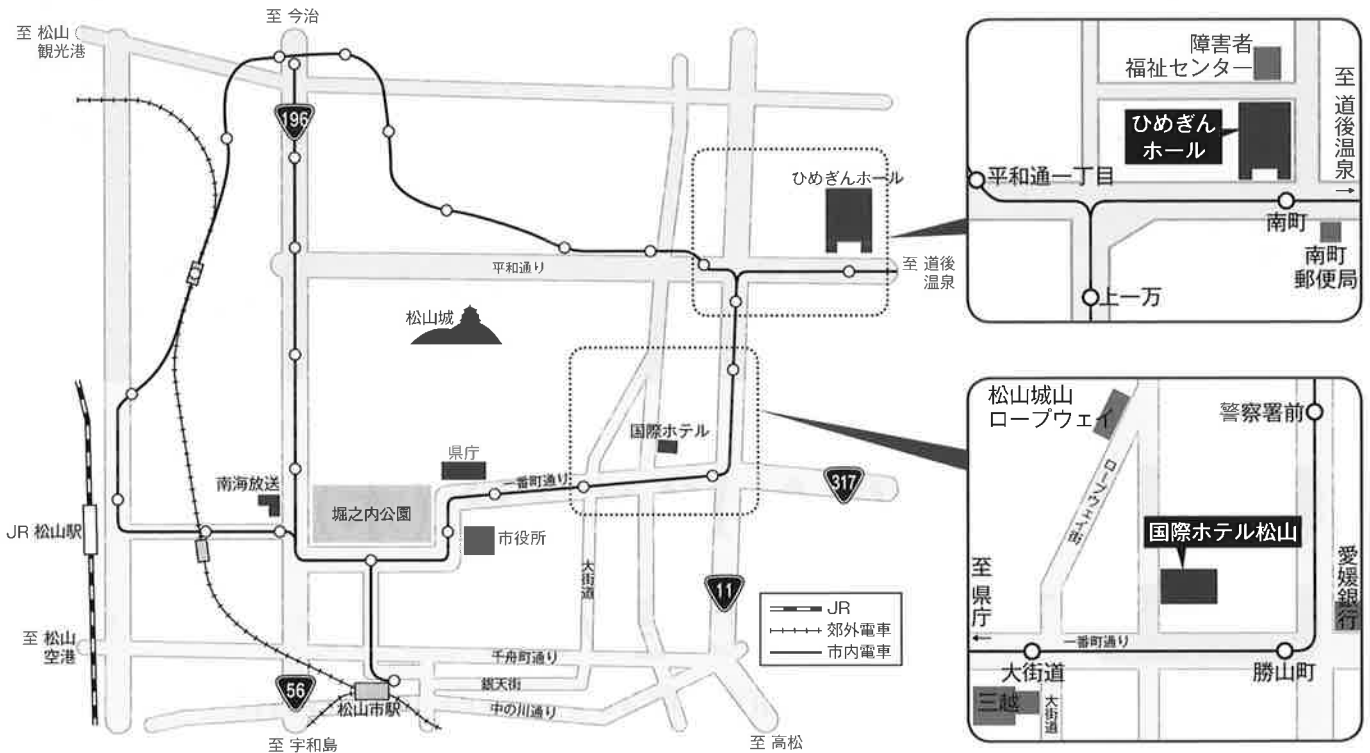 至 今治
至 松山
観光港
196
ひめぎんホール
平和通り
至 道後
温泉
松山城
国際ホテル
県庁
一番町通り
南海放送
堀之内公園
317
JR 松山駅
市役所
大街道
11
JR
郊外電車
市内電車
至 松山
空港
千舟町通り
銀天街
56
松山市駅
中の川通り
至 宇和島
至 高松
障害者
福祉センター
至 道後温泉
→
ひめぎん
ホール
平和通一丁目
南町
南町
郵便局
上一万
松山城山
ロープウェイ
警察署前
ロープウェイ街
国際ホテル松山
至 県庁
←
愛媛銀行
一番町通り
大街道
勝山町
三越
大街道